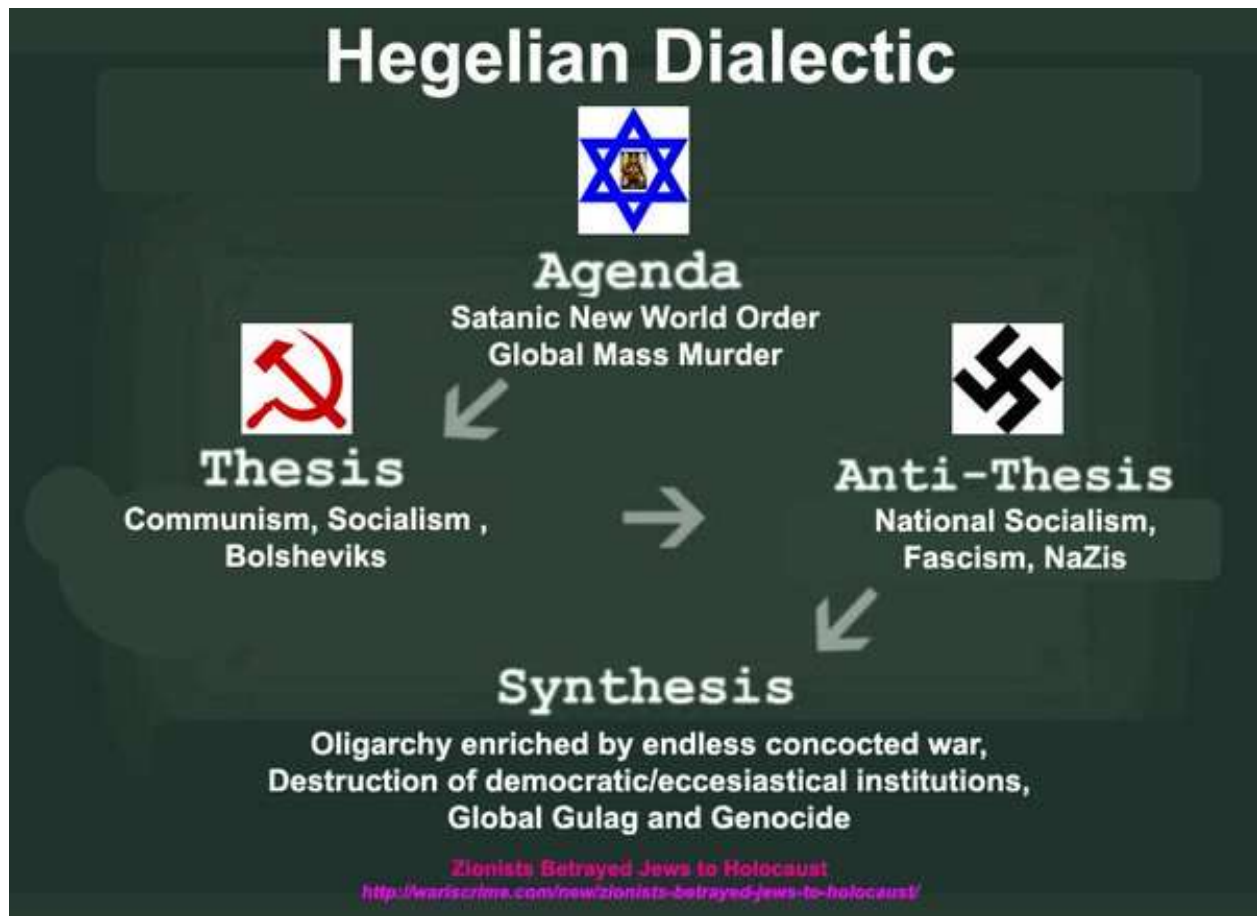 Hegelian Dialectic
Agenda
Satanic New World Order
Global Mass Murder
Thesis
Communism, Socialism ,
Bolsheviks
Anti-Thesis
National Socialism,
Fascism, NaZis
Synthesis
Oligarchy enriched by endless concocted war,
Destruction of democratic/eccesiastical institutions,
Global Gulag and Genocide
Zionists Betrayed Jews to Holocaust
http://wariscrime.com/new/zionists-betrayed-jews-to-holocaust/